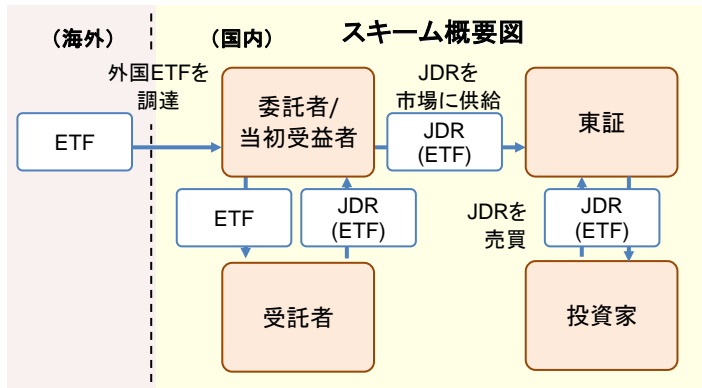 スキーム概要図
（海外）
（国内）
外国ETFを
調達
ETF
委託者/
当初受益者
JDRを
市場に供給
JDR
(ETF)
東証
ETF
JDR
(ETF)
JDRを
売買
JDR
(ETF)
受託者
投資家